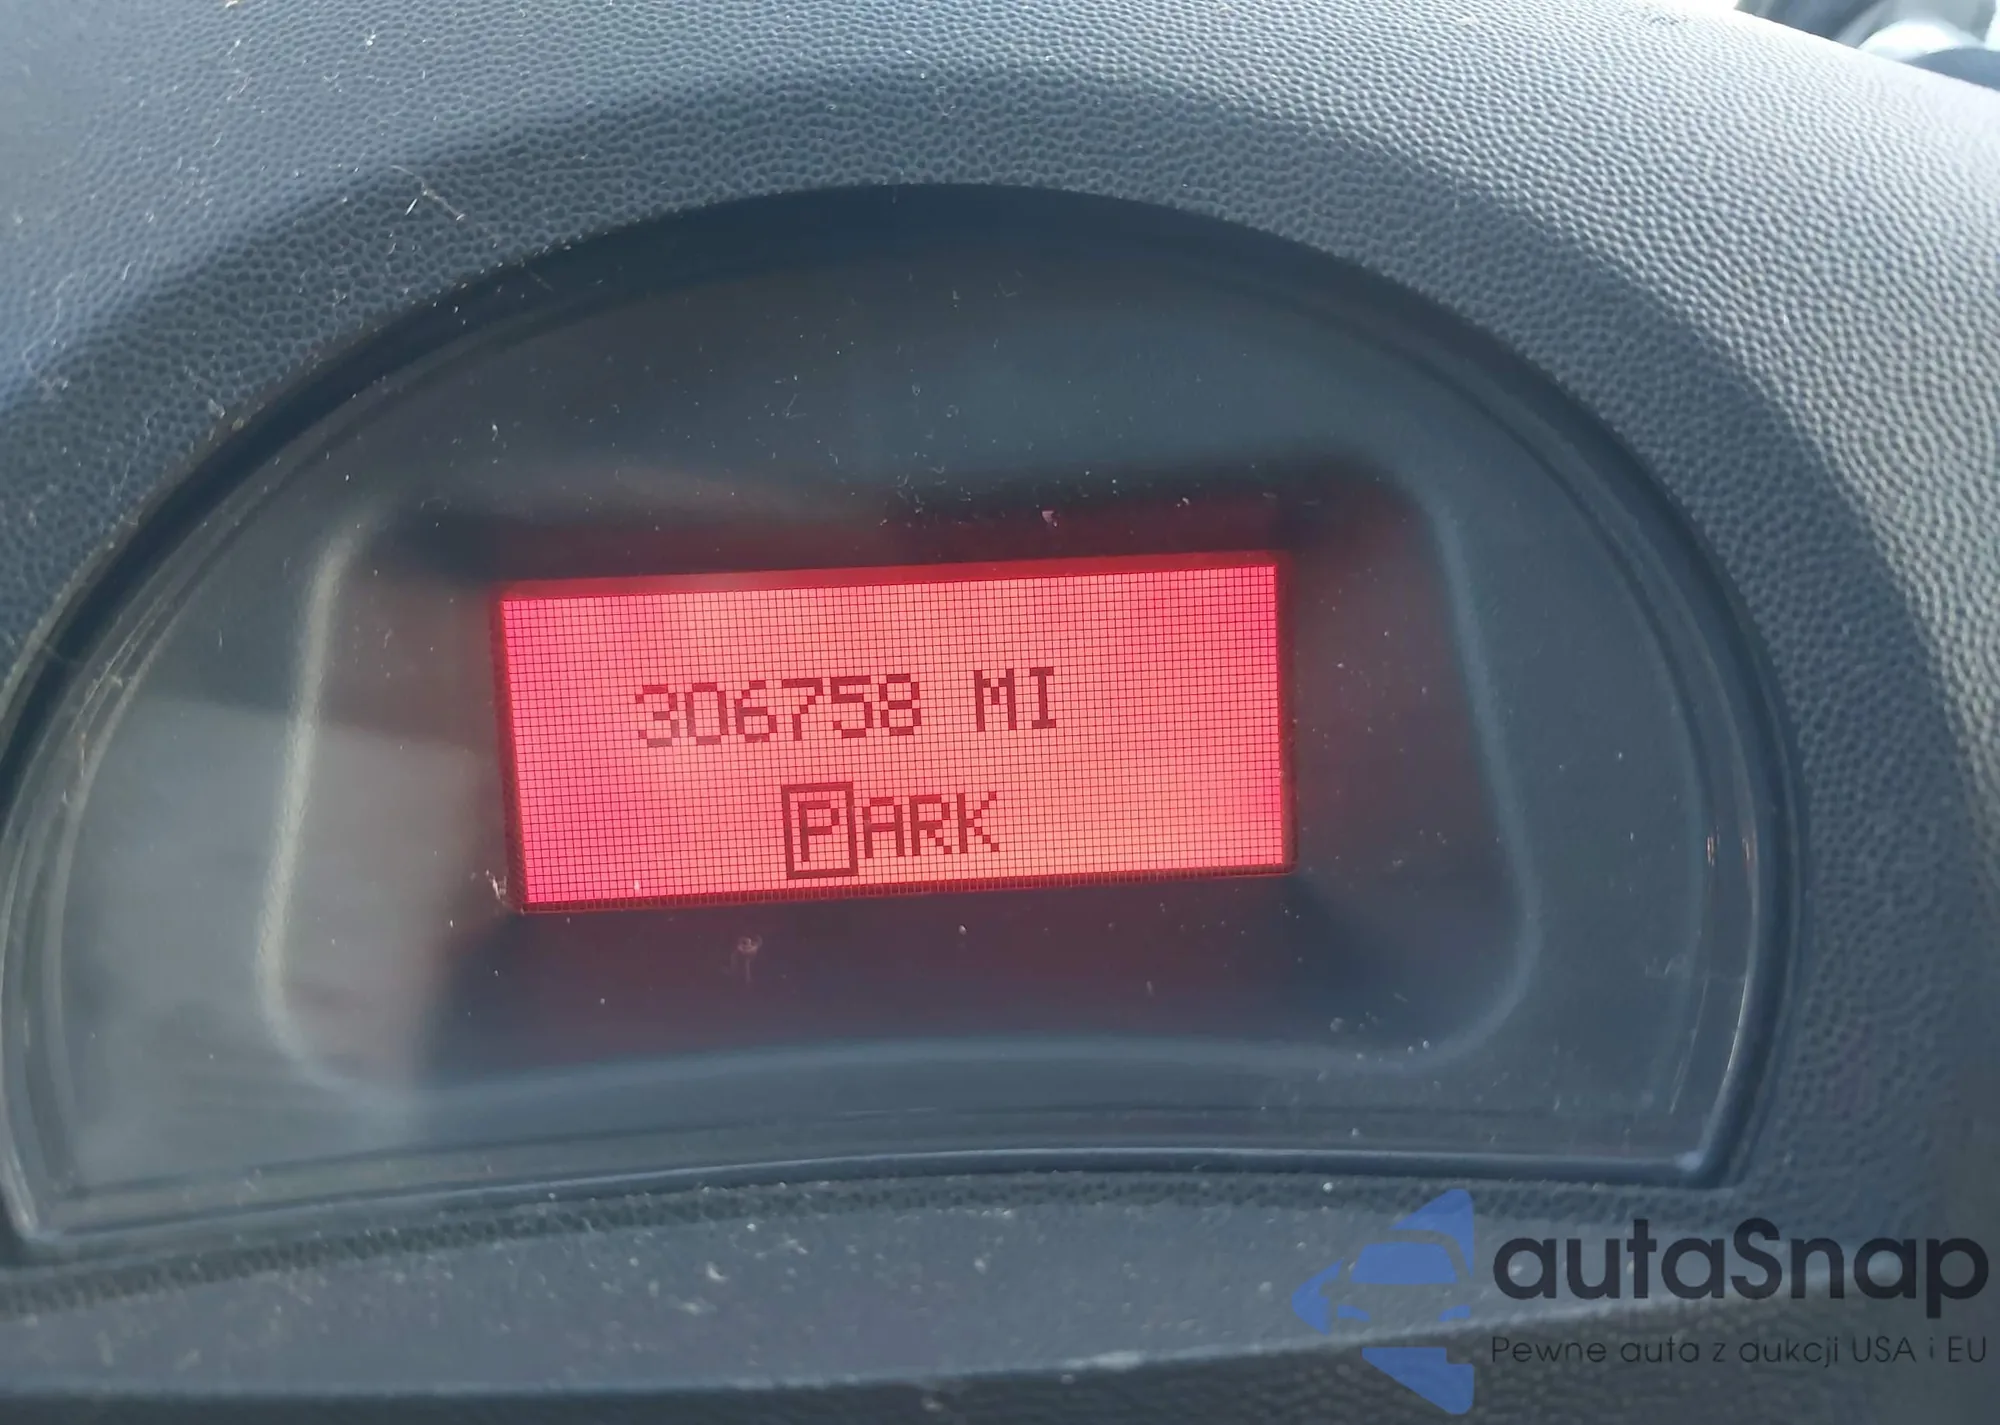 306758 MI
PARK
autaSnap
Pewne auta z aukcji USA i EU